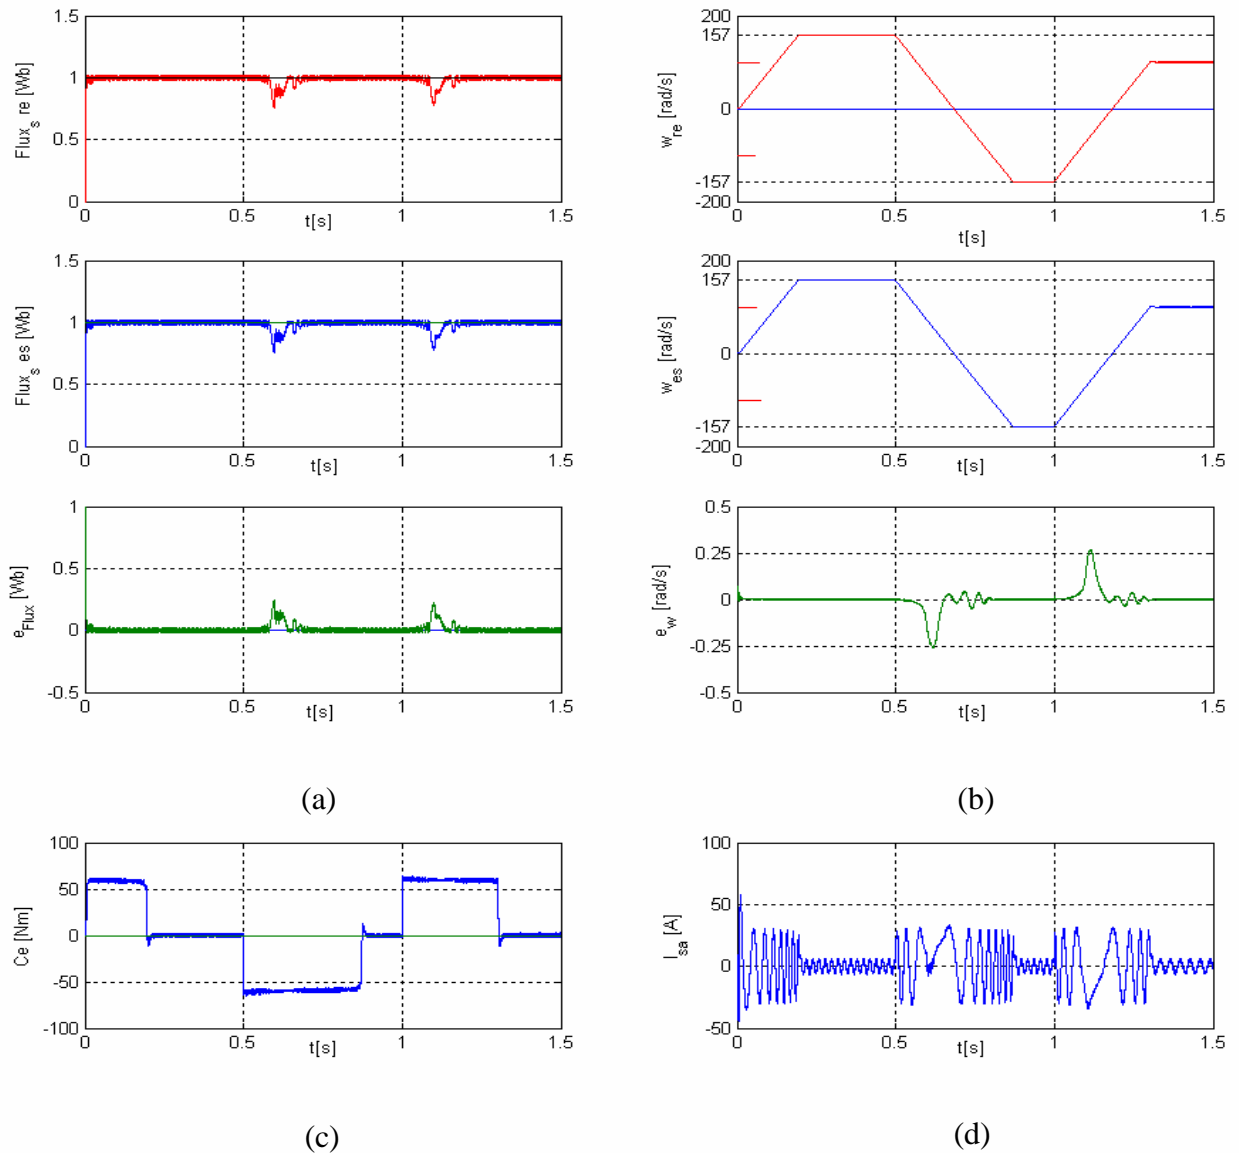 1.5
1
0.5
0
Flux_s re [Wb]
0 0.5 1 1.5
t[s]
200
157
0
-157
-200
w_re [rad/s]
0 0.5 1 1.5
t[s]
1.5
1
0.5
0
Flux_s es [Wb]
0 0.5 1 1.5
t[s]
200
157
0
-157
-200
w_es [rad/s]
0 0.5 1 1.5
t[s]
1
0.5
0
-0.5
e_Flux [Wb]
0 0.5 1 1.5
t[s]
0.5
0.25
0
-0.25
-0.5
e_w [rad/s]
0 0.5 1 1.5
t[s]
(a)
(b)
100
50
0
-50
-100
Ce [Nm]
0 0.5 1 1.5
t[s]
100
50
0
-50
I_sa [A]
0 0.5 1 1.5
t[s]
(c)
(d)